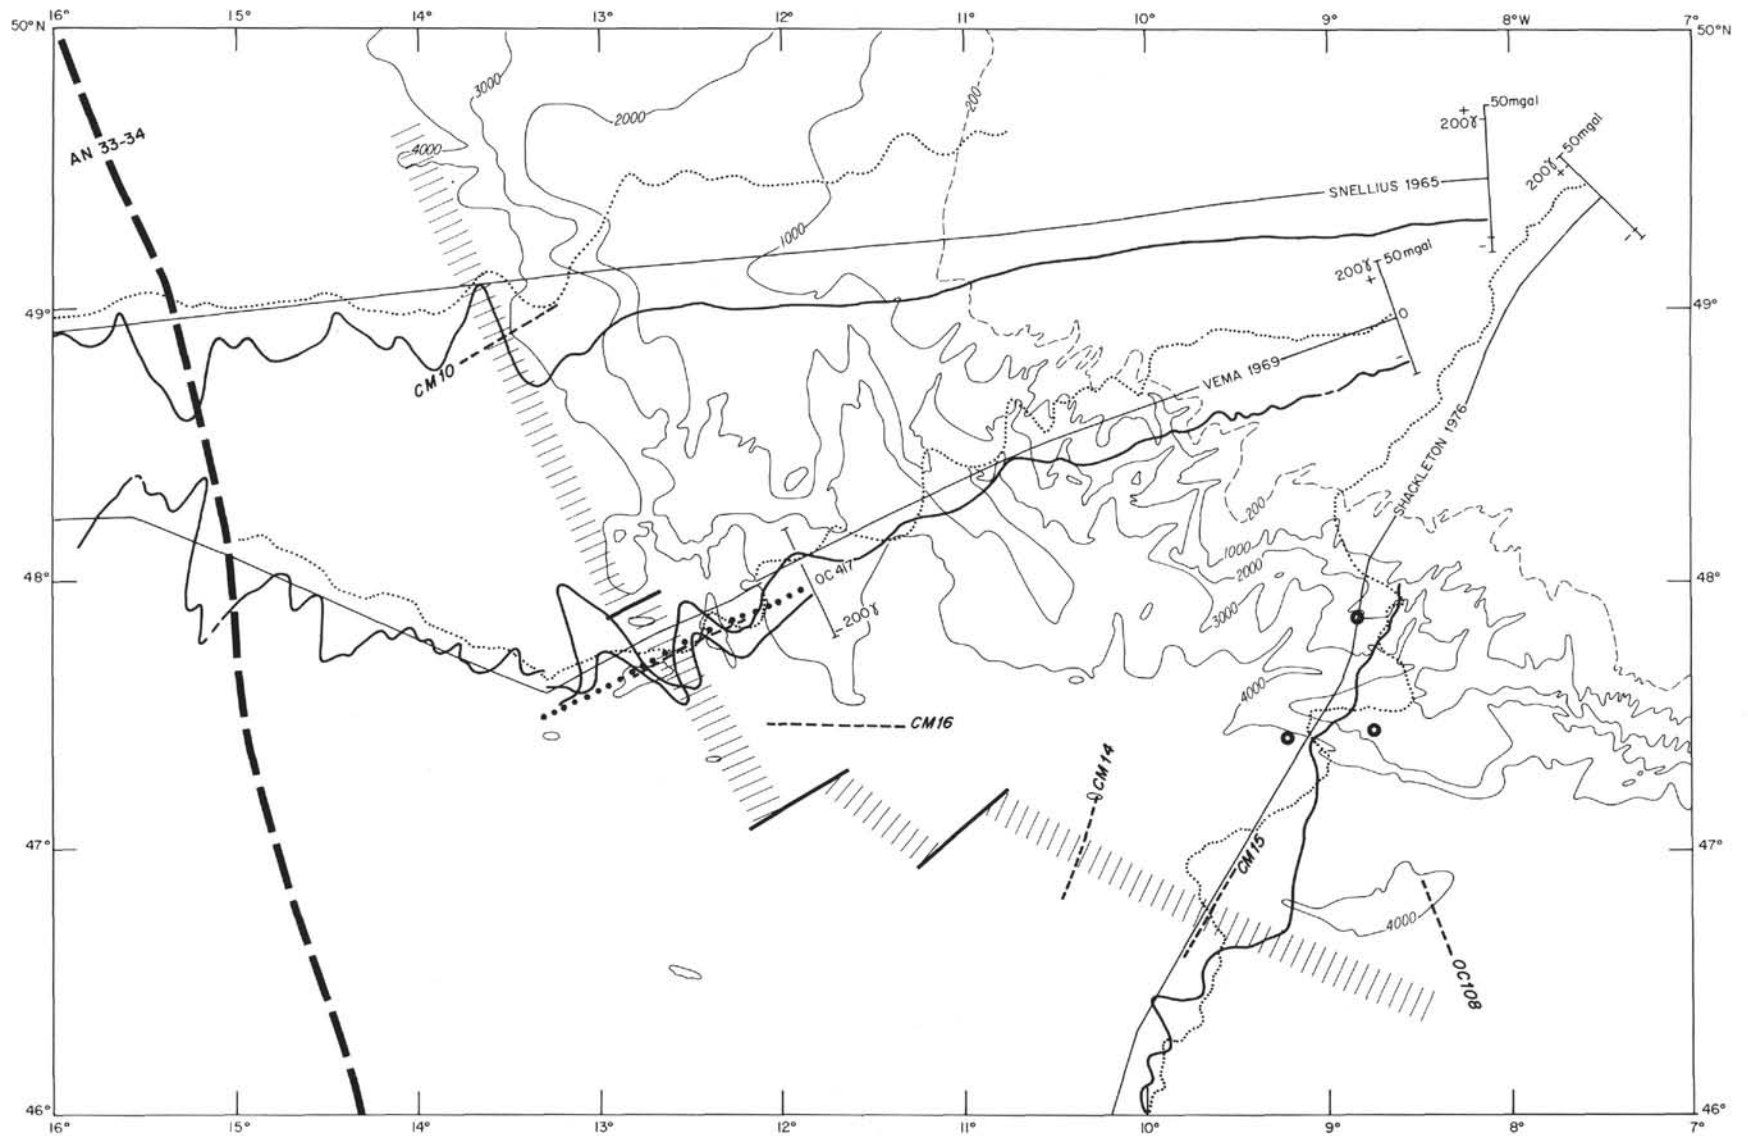 16° 15° 14° 13° 12° 11° 10° 9° 8°W 7°
50°N 50°N
3000
2000
200
50mgal
+
200γ
AN 33-34
4000
50mgal
200γ
+
SNELLIUS 1965
-
-
1000
50mgal
200γ
+
49° 49°
0
CM10
VEMA 1969
-
SHACKLETON 1976
200
1000
2000
48° 48°
OC417
200γ
-
3000
4000
CM16
CM14
47° 47°
CM15
4000
OC108
46° 46°
16° 15° 14° 13° 12° 11° 10° 9° 8° 7°